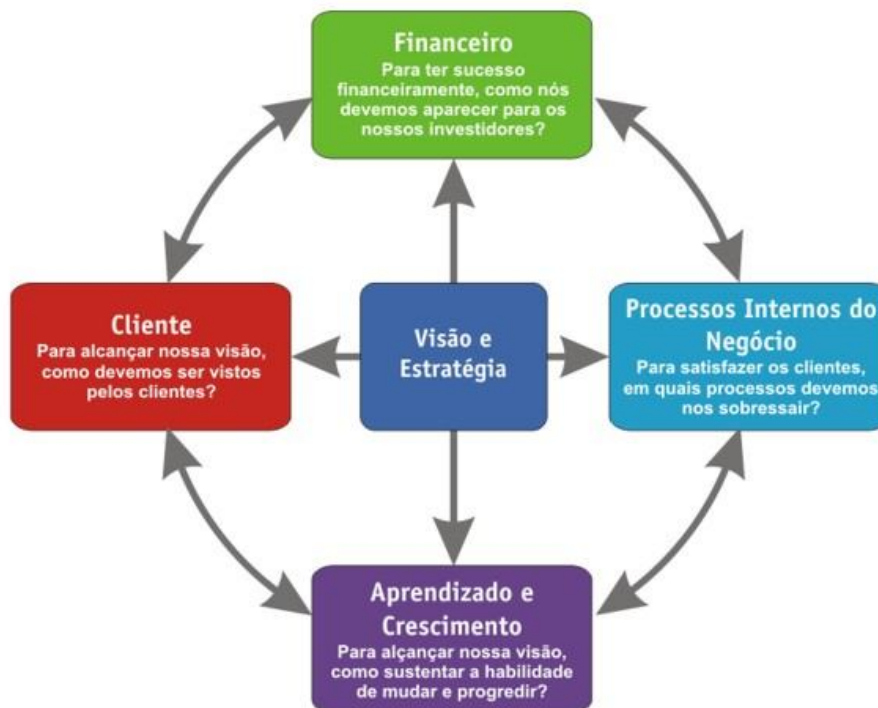 Financeiro
Para ter sucesso
financeiramente, como nós
devemos aparecer para os
nossos investidores?
Cliente
Para alcançar nossa visão,
como devemos ser vistos
pelos clientes?
Visão e
Estratégia
Processos Internos do
Negócio
Para satisfazer os clientes,
em quais processos devemos
nos sobressair?
Aprendizado e
Crescimento
Para alçançar nossa visão,
como sustentar a habilidade
de mudar e progredir?